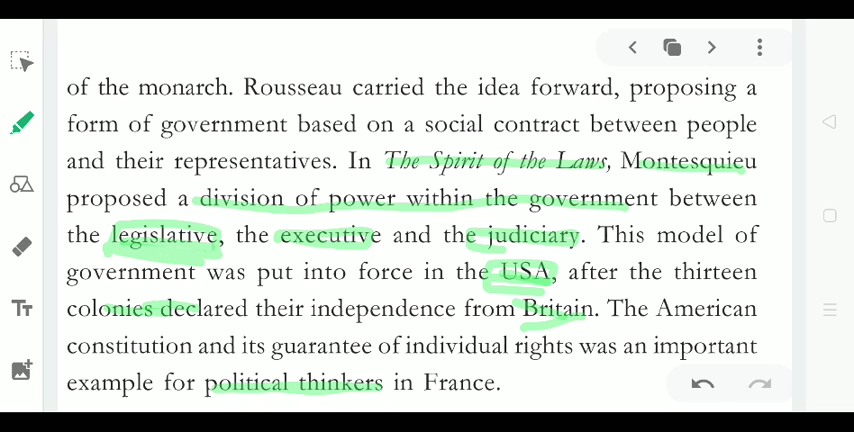 of the monarch. Rousseau carried the idea forward, proposing a
form of government based on a social contract between people
and their representatives. In The Spirit of the Laws, Montesquieu
proposed a division of power within the government between
the legislative, the executive and the judiciary. This model of
government was put into force in the USA, after the thirteen
colonies declared their independence from Britain. The American
constitution and its guarantee of individual rights was an important
example for political thinkers in France.